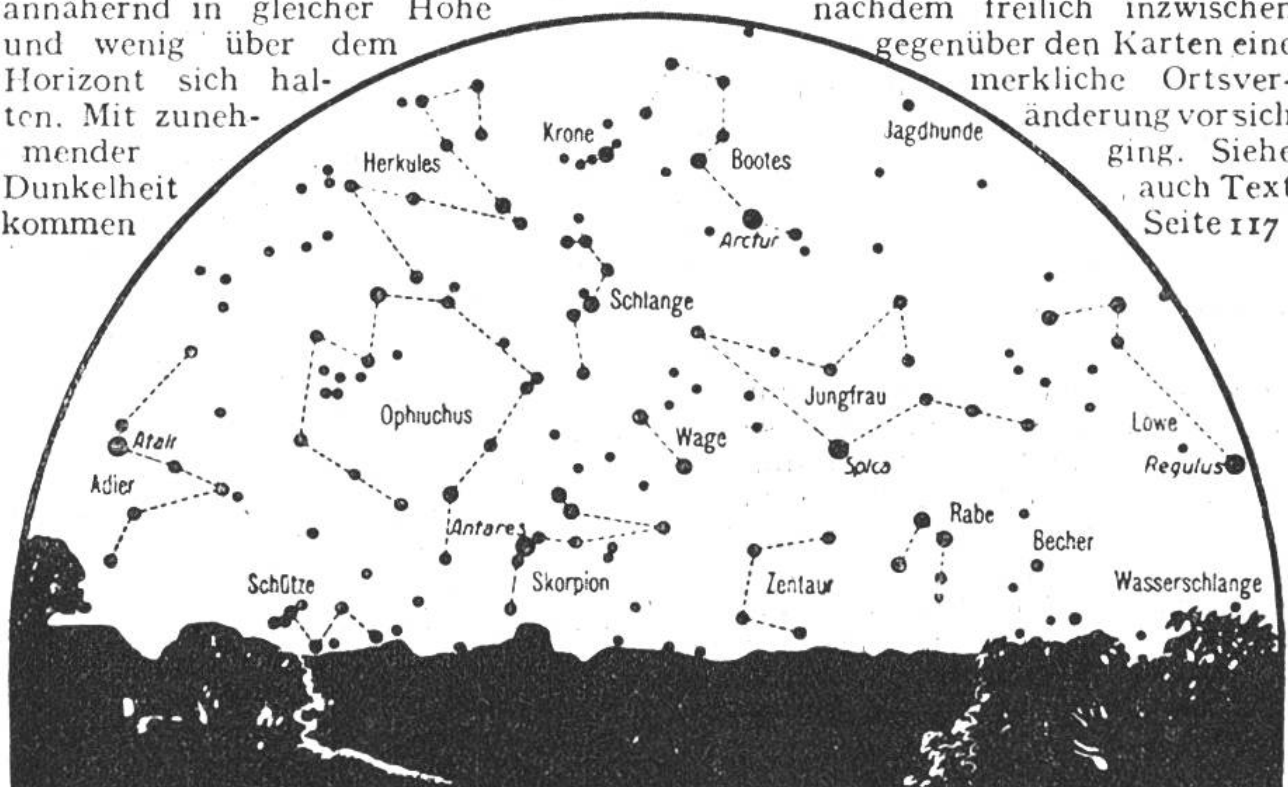 annähernd in gleicher Höhe
und wenig über dem
Horizont sich hal-
ten. Mit zuneh-
mender
Dunkelheit
kommen
nachdem freilich inzwischen
gegenüber den Karten eine
merkliche Ortsver-
änderung vor sich
ging. Siehe
auch Text
Seite 117
Krone
Jagdhunde
Herkules
Bootes
Arctur
Schlange
Jungfrau
Ophiuchus
Löwe
Wage
Atair
Spica
Regulus
Adler
Rabe
Antares
Becher
Schütze
Skorpion
Zentaur
Wasserschlange